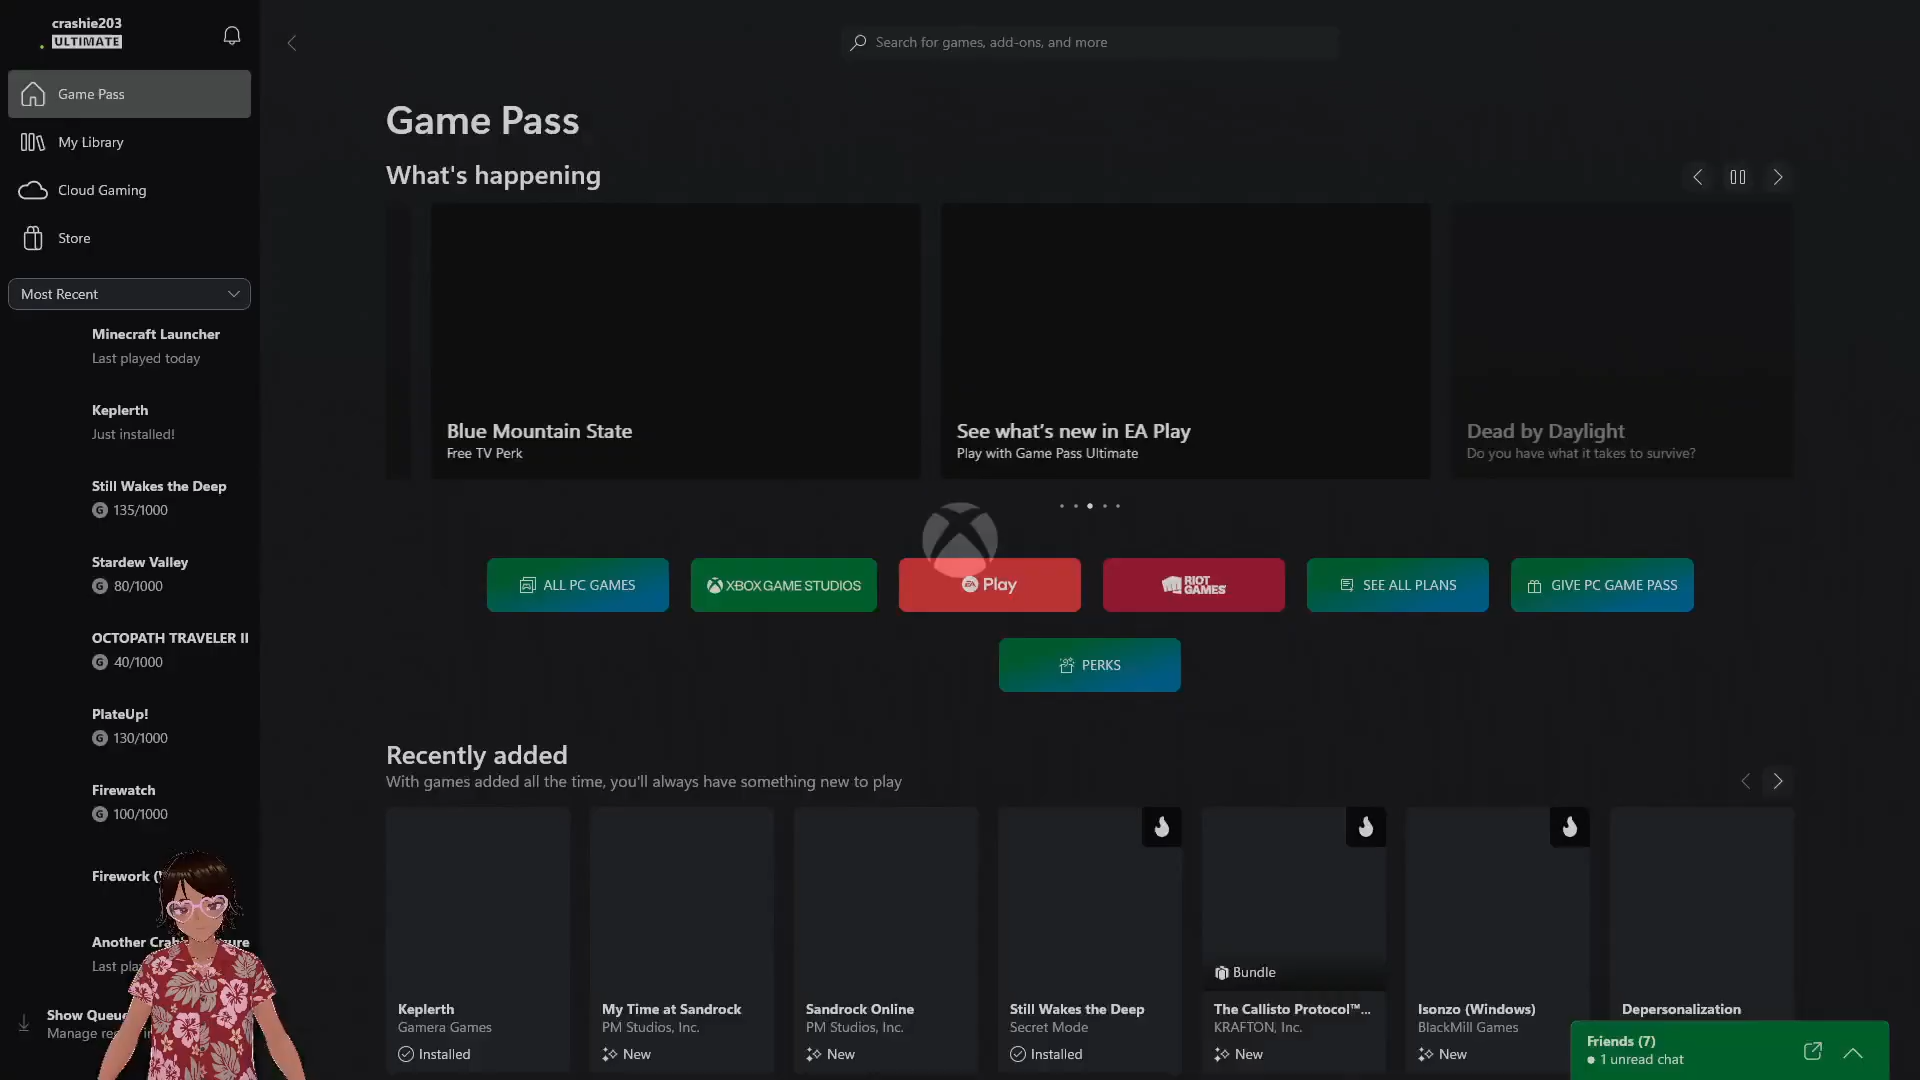 crashie203
ULTIMATE
Game Pass
My Library
Cloud Gaming
Store
Most Recent
Minecraft Launcher
Last played today
Keplerth
Just installed!
Still Wakes the Deep
G 135/1000
Stardew Valley
G 80/1000
OCTOPATH TRAVELER II
G 40/1000
PlateUp!
G 130/1000
Firewatch
G 100/1000
Firework
Another
Last
Show Queue
Manage
Search for games, add-ons, and more
Game Pass
What's happening
Blue Mountain State
Free TV Perk
See what’s new in EA Play
Play with Game Pass Ultimate
Dead by Daylight
Do you have what it takes to survive?
ALL PC GAMES
XBOX GAME STUDIOS
EA Play
RIOT GAMES
SEE ALL PLANS
GIVE PC GAME PASS
PERKS
Recently added
With games added all the time, you'll always have something new to play
Keplerth
Gamera Games
Installed
My Time at Sandrock
PM Studios, Inc.
New
Sandrock Online
PM Studios, Inc.
New
Still Wakes the Deep
Secret Mode
Installed
Bundle
The Callisto Protocol™...
KRAFTON, Inc.
New
Isonzo (Windows)
BlackMill Games
New
Depersonalization
Friends (7)
1 unread chat